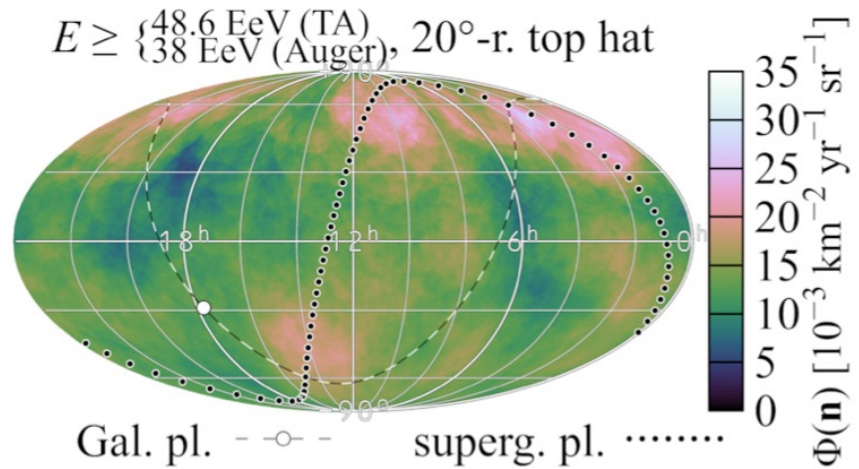 E ≥ {48.6 EeV (TA) 38 EeV (Auger), 20°-r. top hat
+90°
18h 12h 6h 0h
90°
35
30
25
20
15
10
5
0
Φ(n) [10⁻³ km⁻² yr⁻¹ sr⁻¹]
Gal. pl. superg. pl.